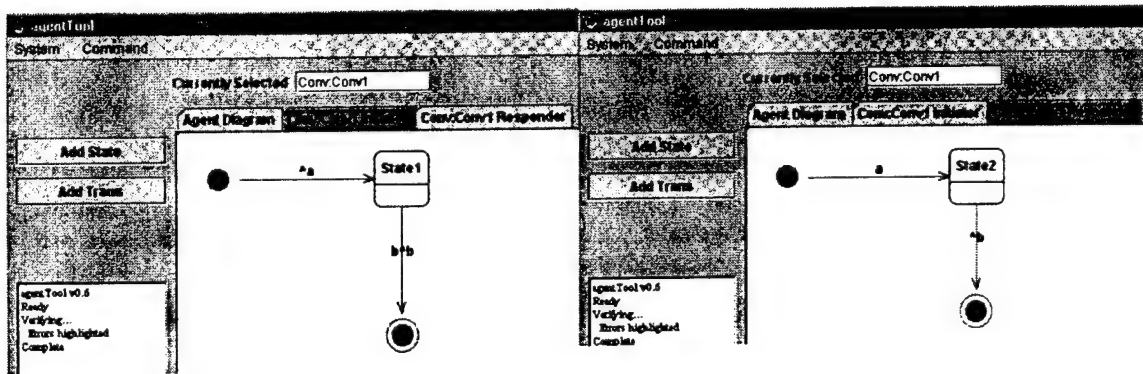 agentTool
System Command
Currently Selected Conv:Conv1
Agent Diagram Conv:Conv1 Responder
Add State
Add Trans
^a
State1
b^b
agentTool v0.6
Ready
Verifying...
Errors highlighted
Complete
agentTool
System Command
Currently Selected Conv:Conv1
Agent Diagram Conv:Conv1 Initiator
Add State
Add Trans
a
State2
^b
agentTool v0.6
Ready
Verifying...
Errors highlighted
Complete